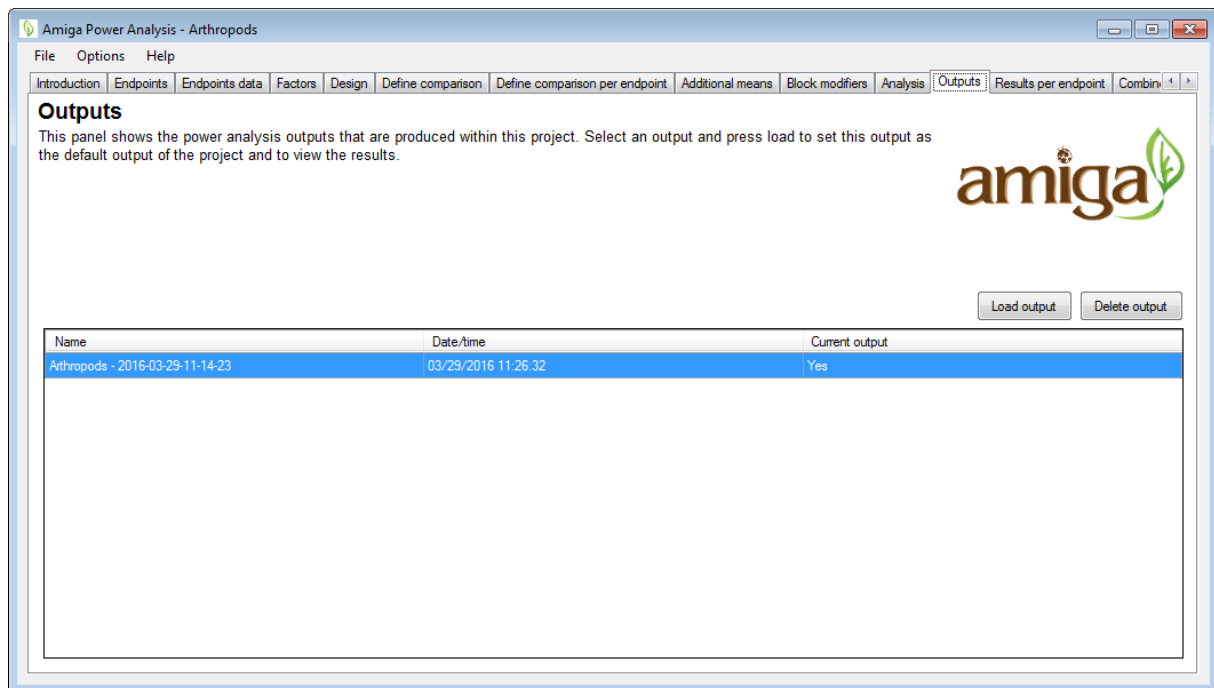 Amiga Power Analysis - Arthropods
File Options Help
Introduction Endpoints Endpoints data Factors Design Define comparison Define comparison per endpoint Additional means Block modifiers Analysis Outputs Results per endpoint Combin
Outputs
This panel shows the power analysis outputs that are produced within this project. Select an output and press load to set this output as
the default output of the project and to view the results.
amiga
Load output Delete output
Name Date/time Current output
Arthropods - 2016-03-29-11-14-23 03/29/2016 11:26:32 Yes